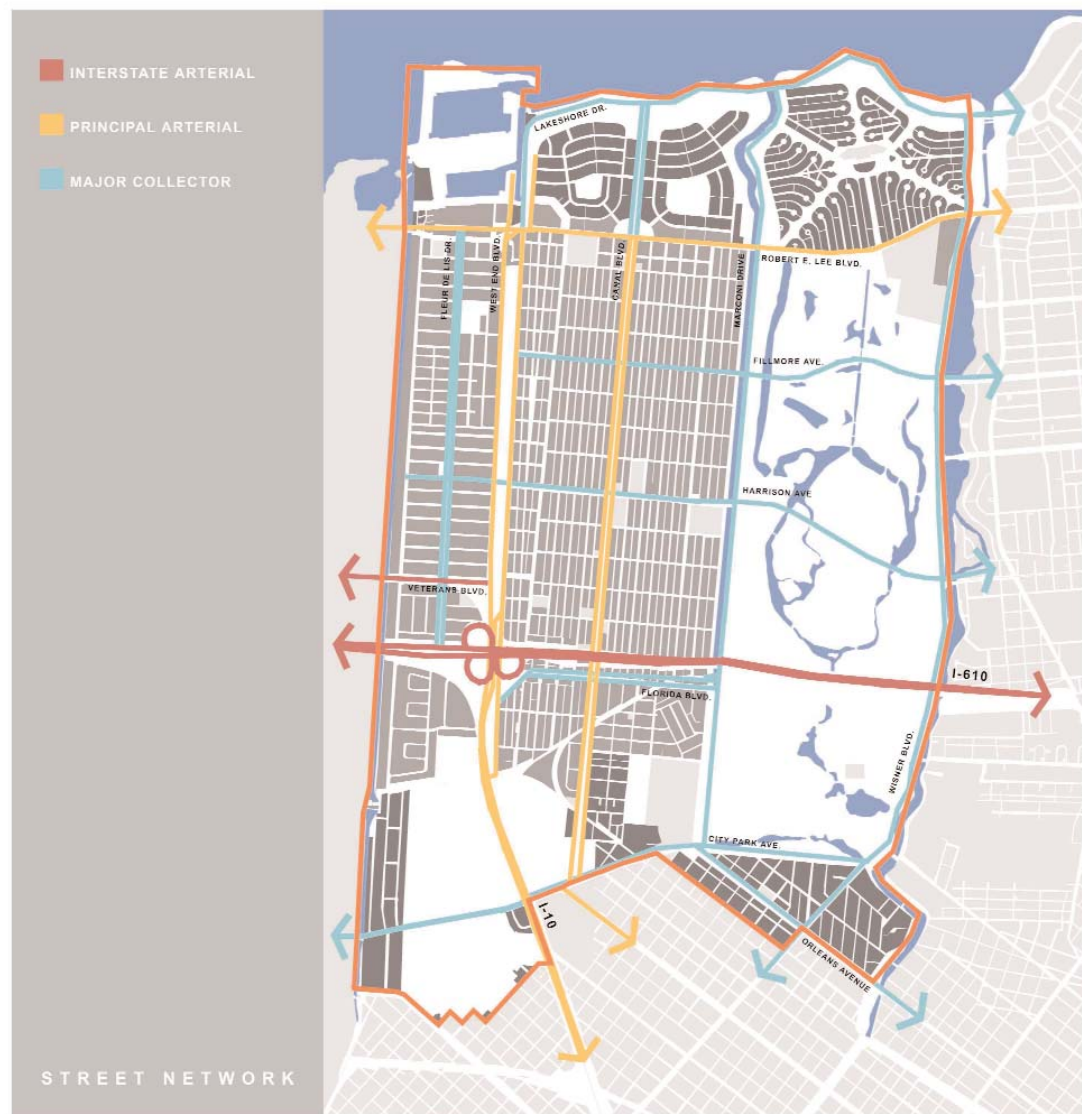 INTERSTATE ARTERIAL
PRINCIPAL ARTERIAL
MAJOR COLLECTOR
LAKESHORE DR.
FLEUR DE LIS DR.
WEST END BLVD.
CANAL BLVD.
MARCONI DRIVE
ROBERT E. LEE BLVD.
FILLMORE AVE.
HARRISON AVE
VETERANS BLVD.
I-610
FLORIDA BLVD.
WISNER BLVD.
CITY PARK AVE.
I-10
ORLEANS AVENUE
STREET NETWORK